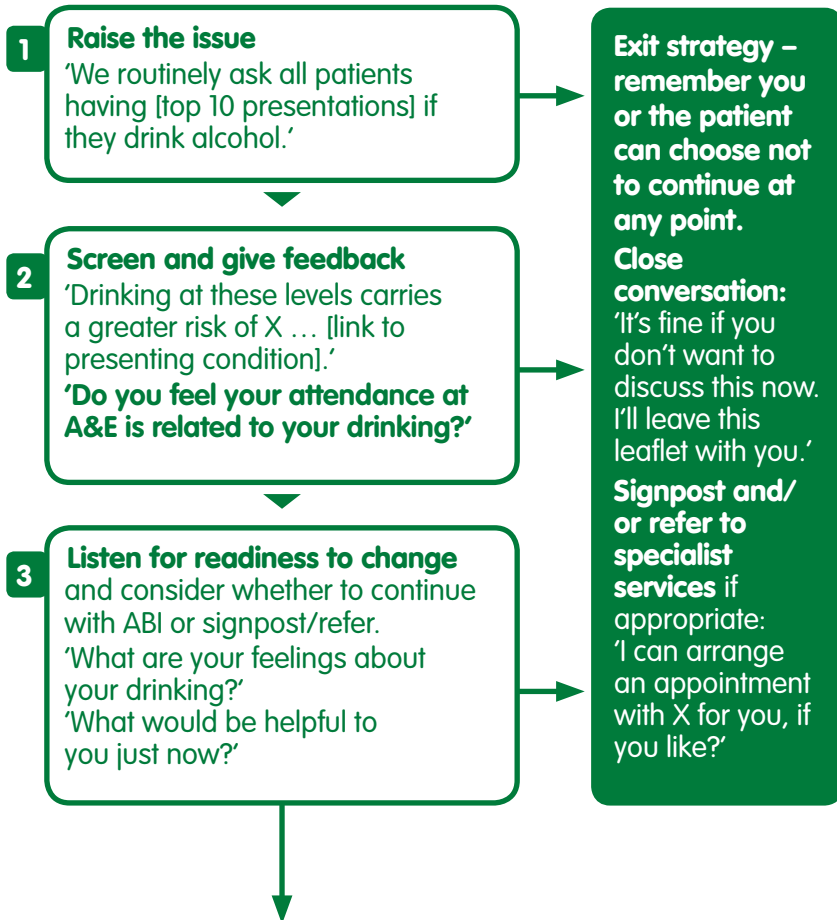 1
Raise the issue
‘We routinely ask all patients
having [top 10 presentations] if
they drink alcohol.’
2
Screen and give feedback
‘Drinking at these levels carries
a greater risk of X … [link to
presenting condition].’
‘Do you feel your attendance at
A&E is related to your drinking?’
3
Listen for readiness to change
and consider whether to continue
with ABI or signpost/refer.
‘What are your feelings about
your drinking?’
‘What would be helpful to
you just now?’
Exit strategy –
remember you
or the patient
can choose not
to continue at
any point.
Close
conversation:
‘It’s fine if you
don’t want to
discuss this now.
I’ll leave this
leaflet with you.’
Signpost and/
or refer to
specialist
services if
appropriate:
‘I can arrange
an appointment
with X for you, if
you like?’